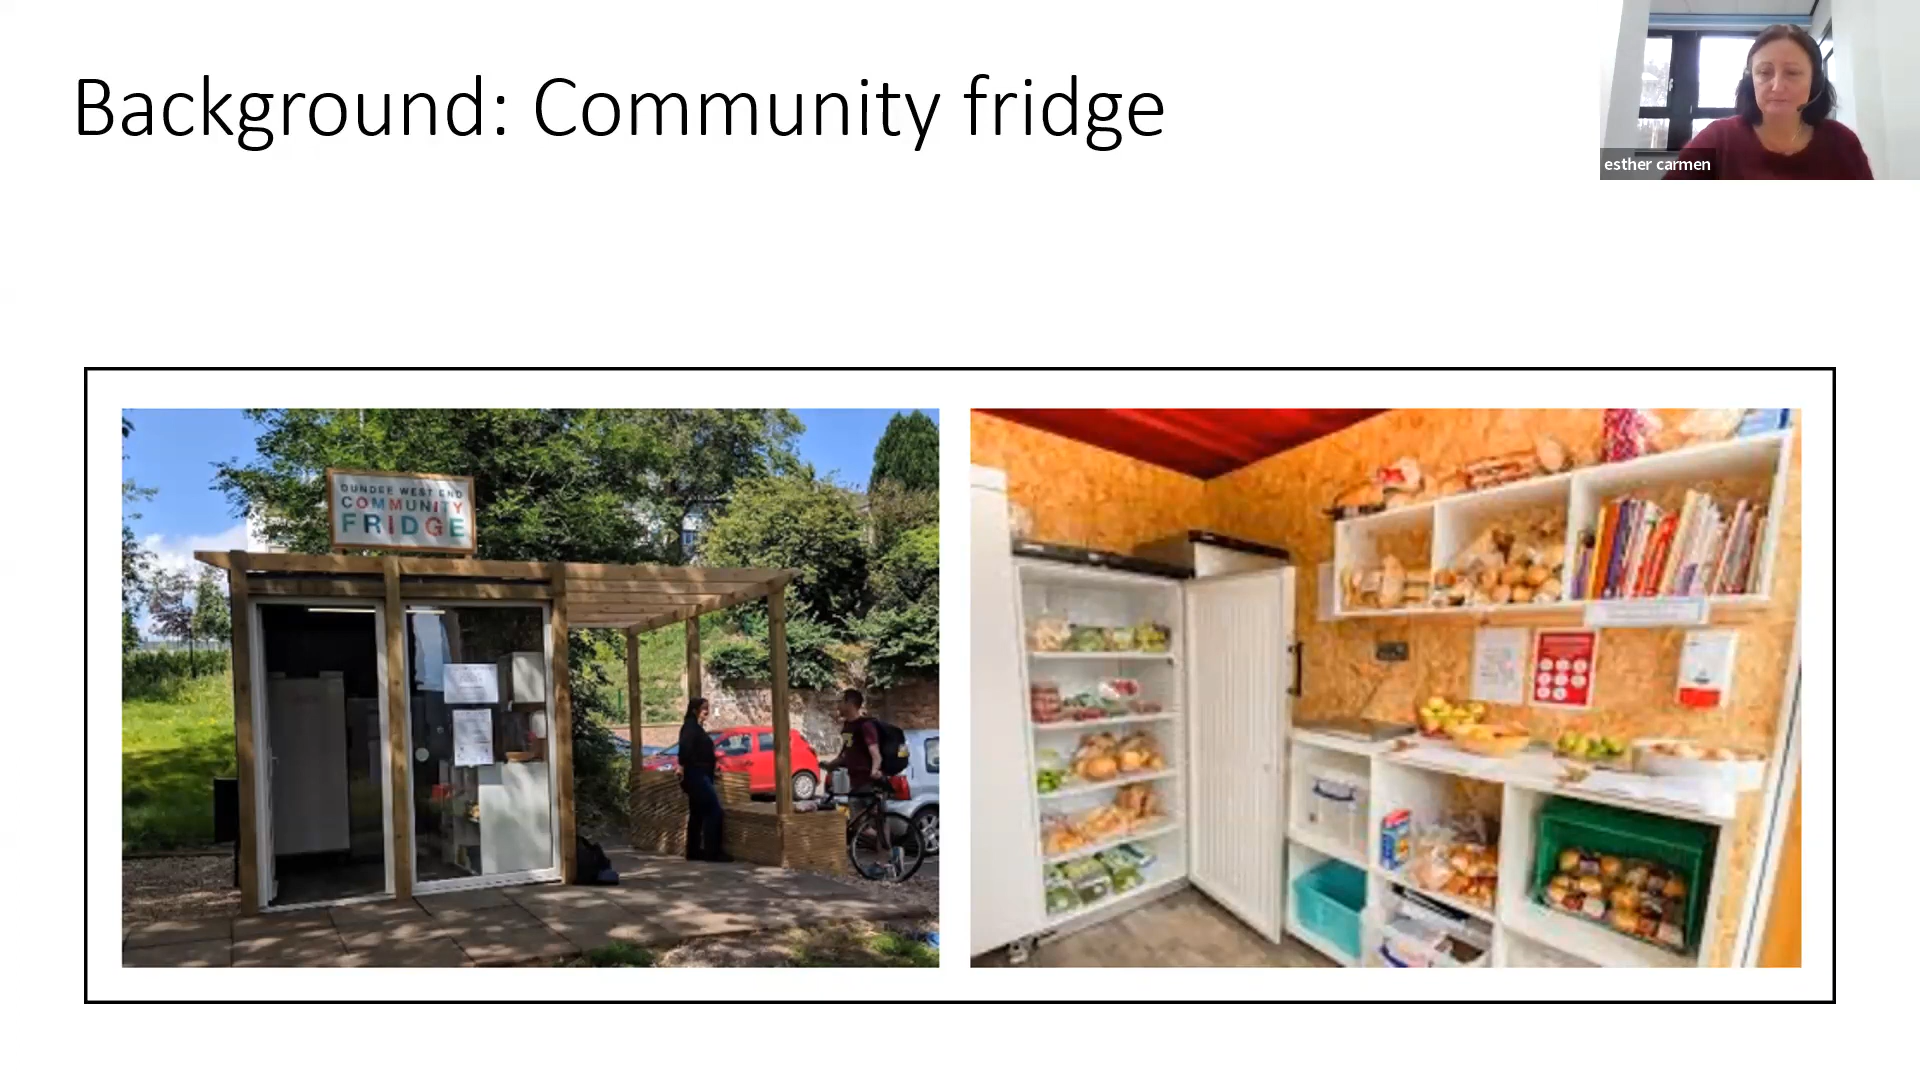 Background: Community fridge
esther carmen
DUNDEE WEST END
COMMUNITY
FRIDGE